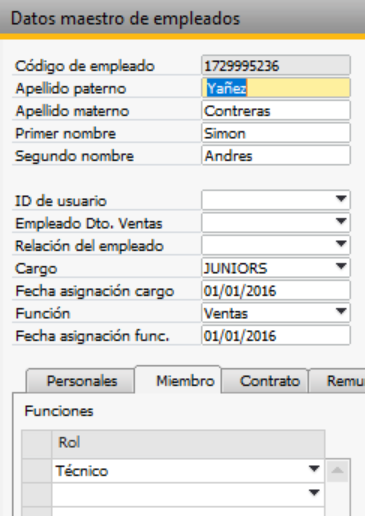 Datos maestro de empleados
Código de empleado 1729995236
Apellido paterno Yañez
Apellido materno Contreras
Primer nombre Simon
Segundo nombre Andres
ID de usuario
Empleado Dto. Ventas
Relación del empleado
Cargo JUNIORS
Fecha asignación cargo 01/01/2016
Función Ventas
Fecha asignación func. 01/01/2016
Personales Miembro Contrato Remu
Funciones
Rol
Técnico